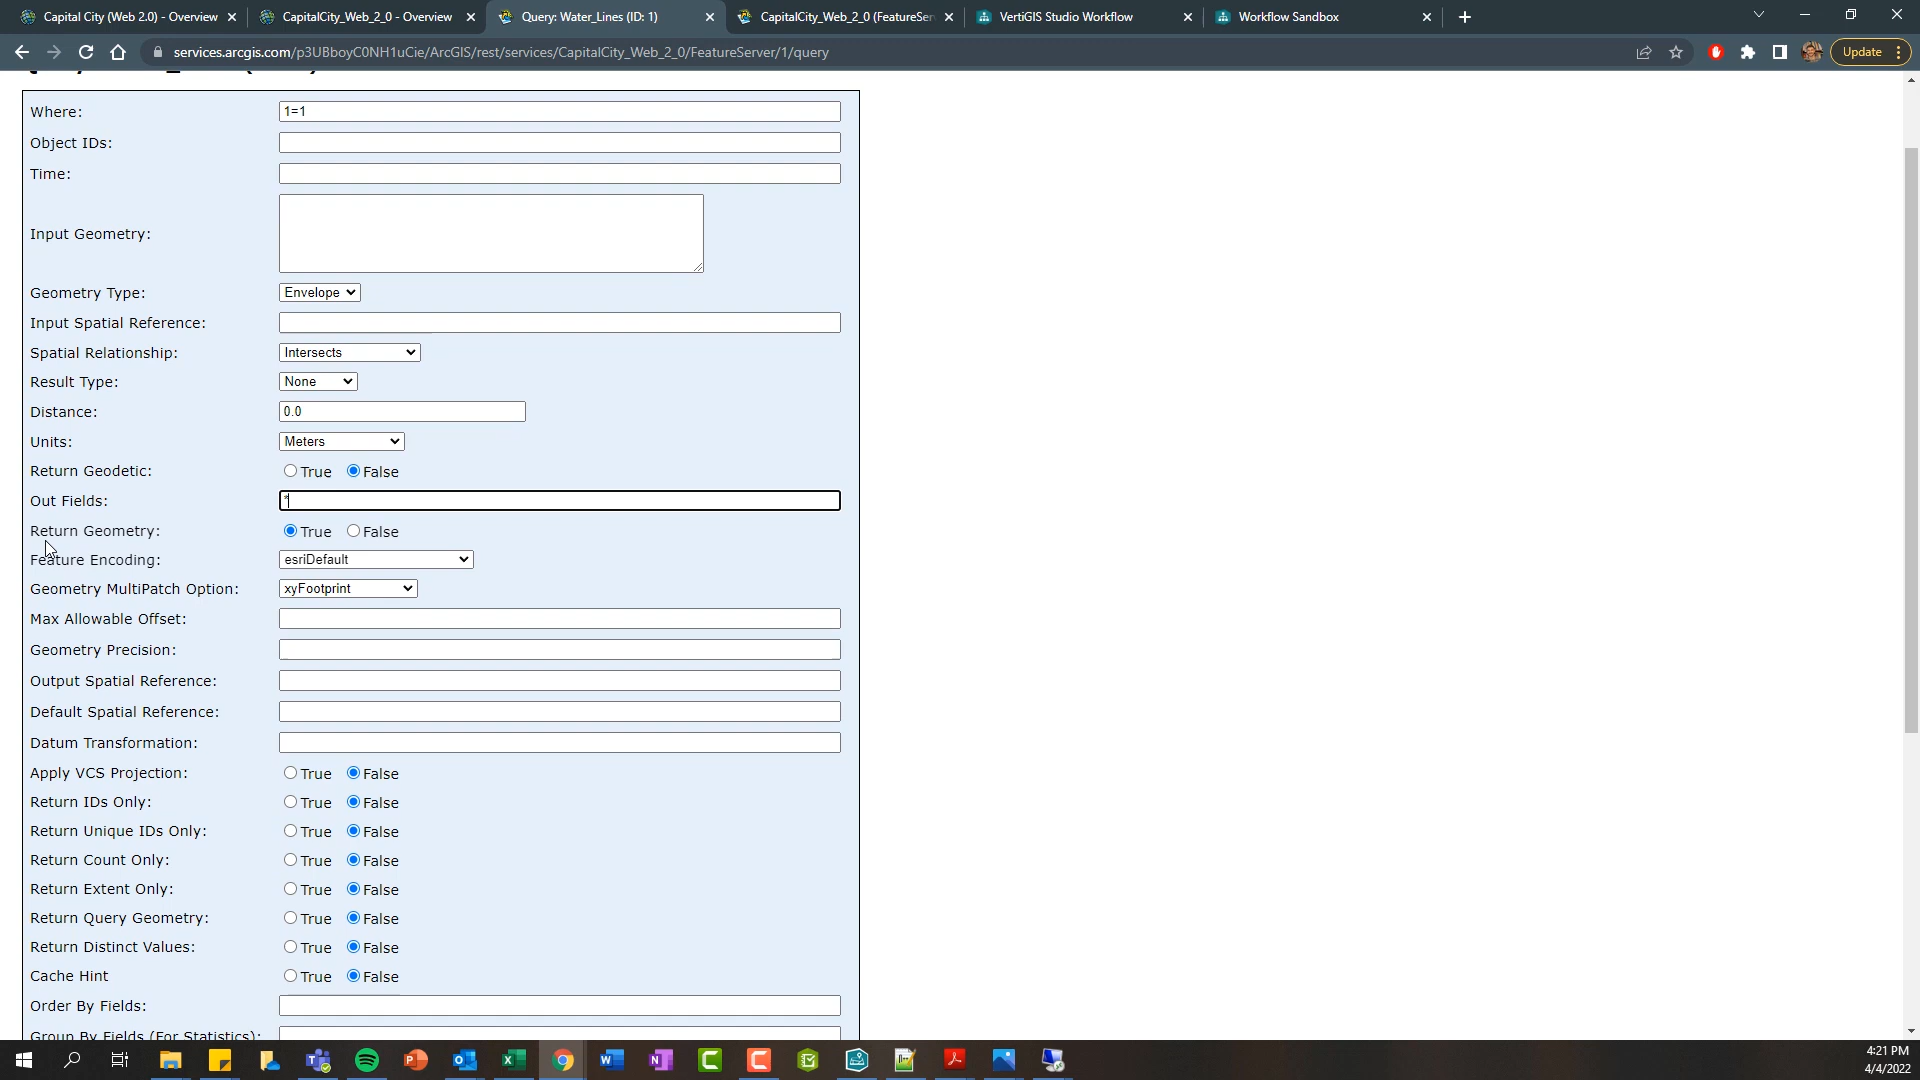 Capital City (Web 2.0) - Overview
CapitalCity_Web_2_0 - Overview
Query: Water_Lines (ID: 1)
CapitalCity_Web_2_0 (FeatureSer
VertiGIS Studio Workflow
Workflow Sandbox
services.arcgis.com/p3UBboyC0NH1uCie/ArcGIS/rest/services/CapitalCity_Web_2_0/FeatureServer/1/query
Update
Where: 1=1
Object IDs:
Time:
Input Geometry:
Geometry Type: Envelope
Input Spatial Reference:
Spatial Relationship: Intersects
Result Type: None
Distance: 0.0
Units: Meters
Return Geodetic: True False
Out Fields: *
Return Geometry: True False
Feature Encoding: esriDefault
Geometry MultiPatch Option: xyFootprint
Max Allowable Offset:
Geometry Precision:
Output Spatial Reference:
Default Spatial Reference:
Datum Transformation:
Apply VCS Projection: True False
Return IDs Only: True False
Return Unique IDs Only: True False
Return Count Only: True False
Return Extent Only: True False
Return Query Geometry: True False
Return Distinct Values: True False
Cache Hint True False
Order By Fields:
Group By Fields (For Statistics):
4:21 PM
4/4/2022